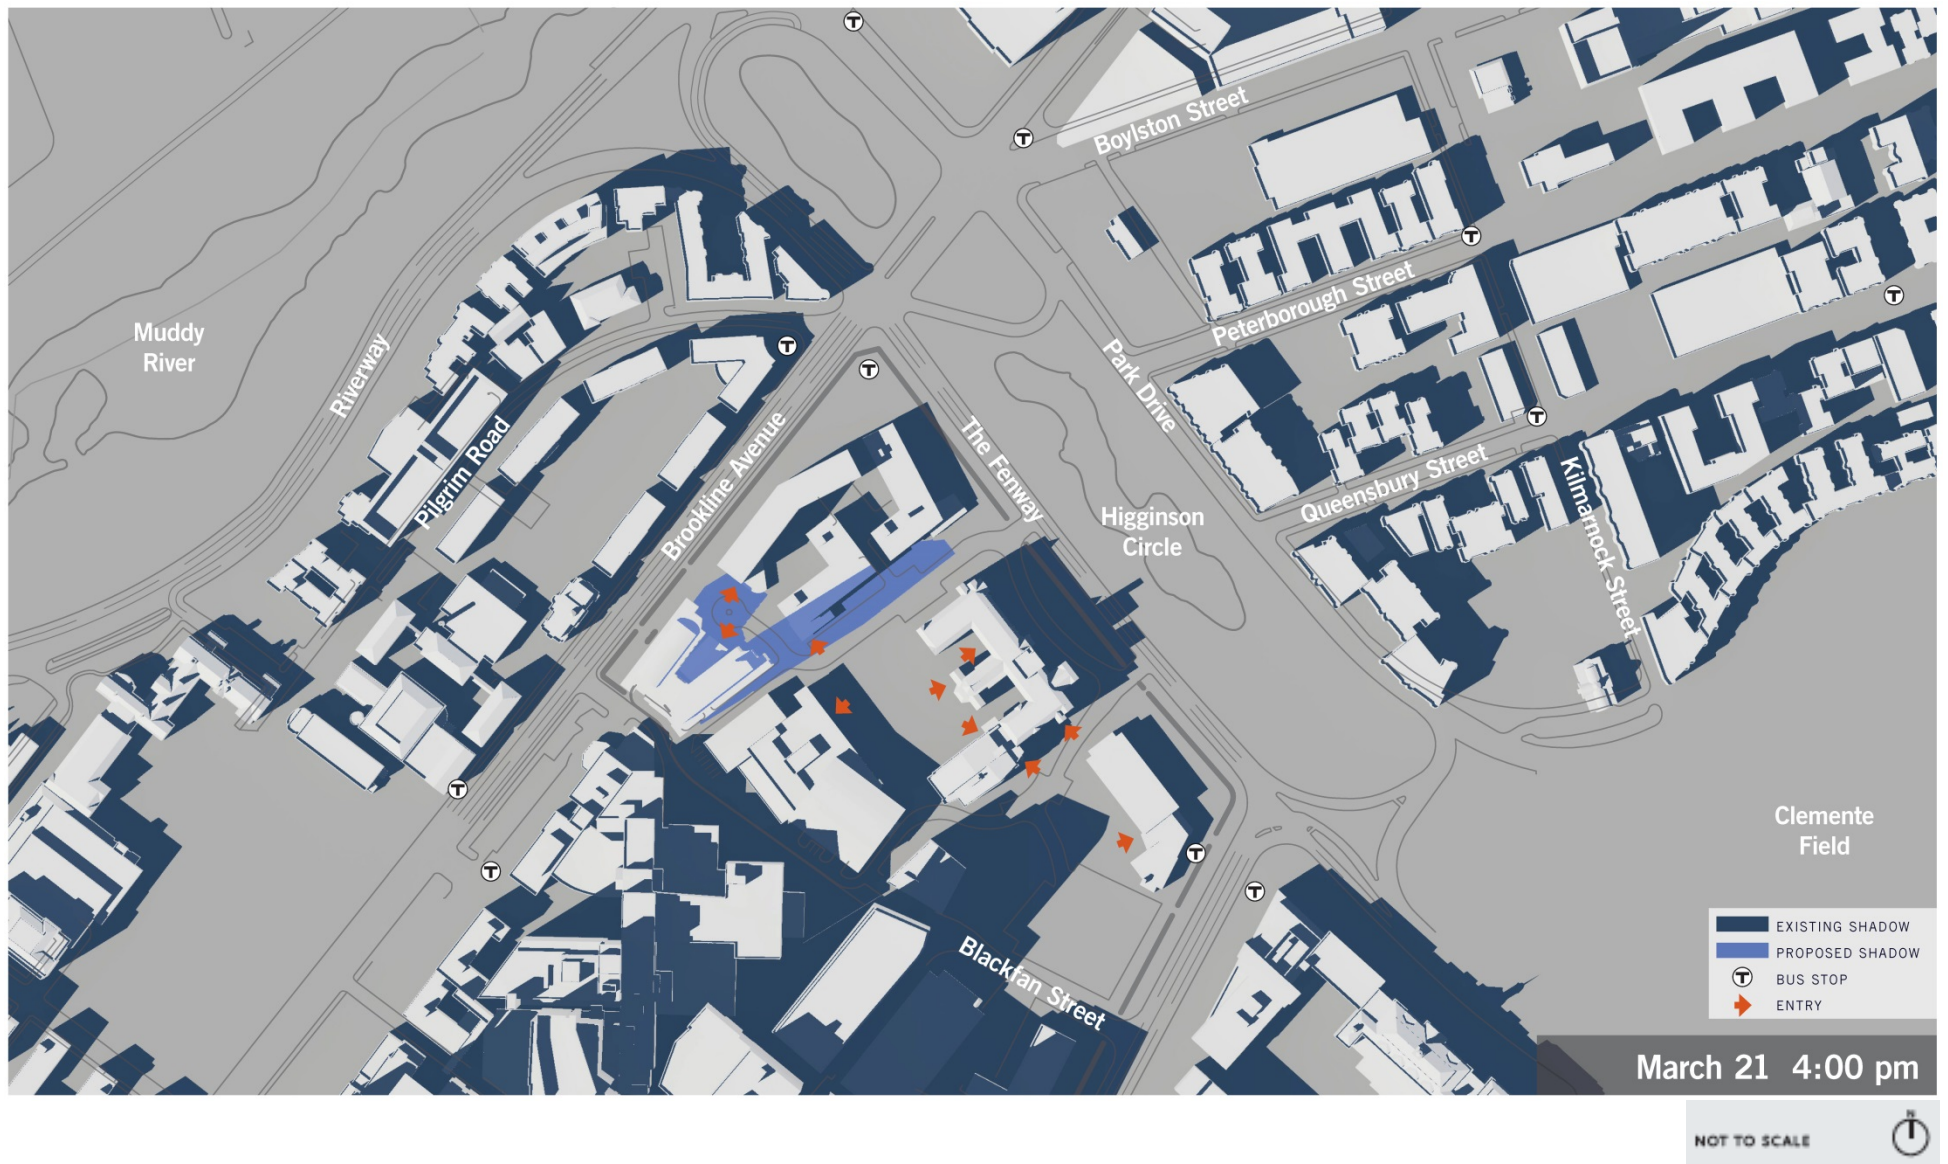 T
T
Boylston Street
T
Peterborough Street
T
Muddy
River
Riverway
T
T
Park Drive
T
Pilgrim Road
Brookline Avenue
The Fenway
Queensbury Street
Kilmarnock Street
Higginson
Circle
T
T
T
T
Clemente
Field
Blackfan Street
EXISTING SHADOW
PROPOSED SHADOW
T BUS STOP
ENTRY
March 21 4:00 pm
N
NOT TO SCALE